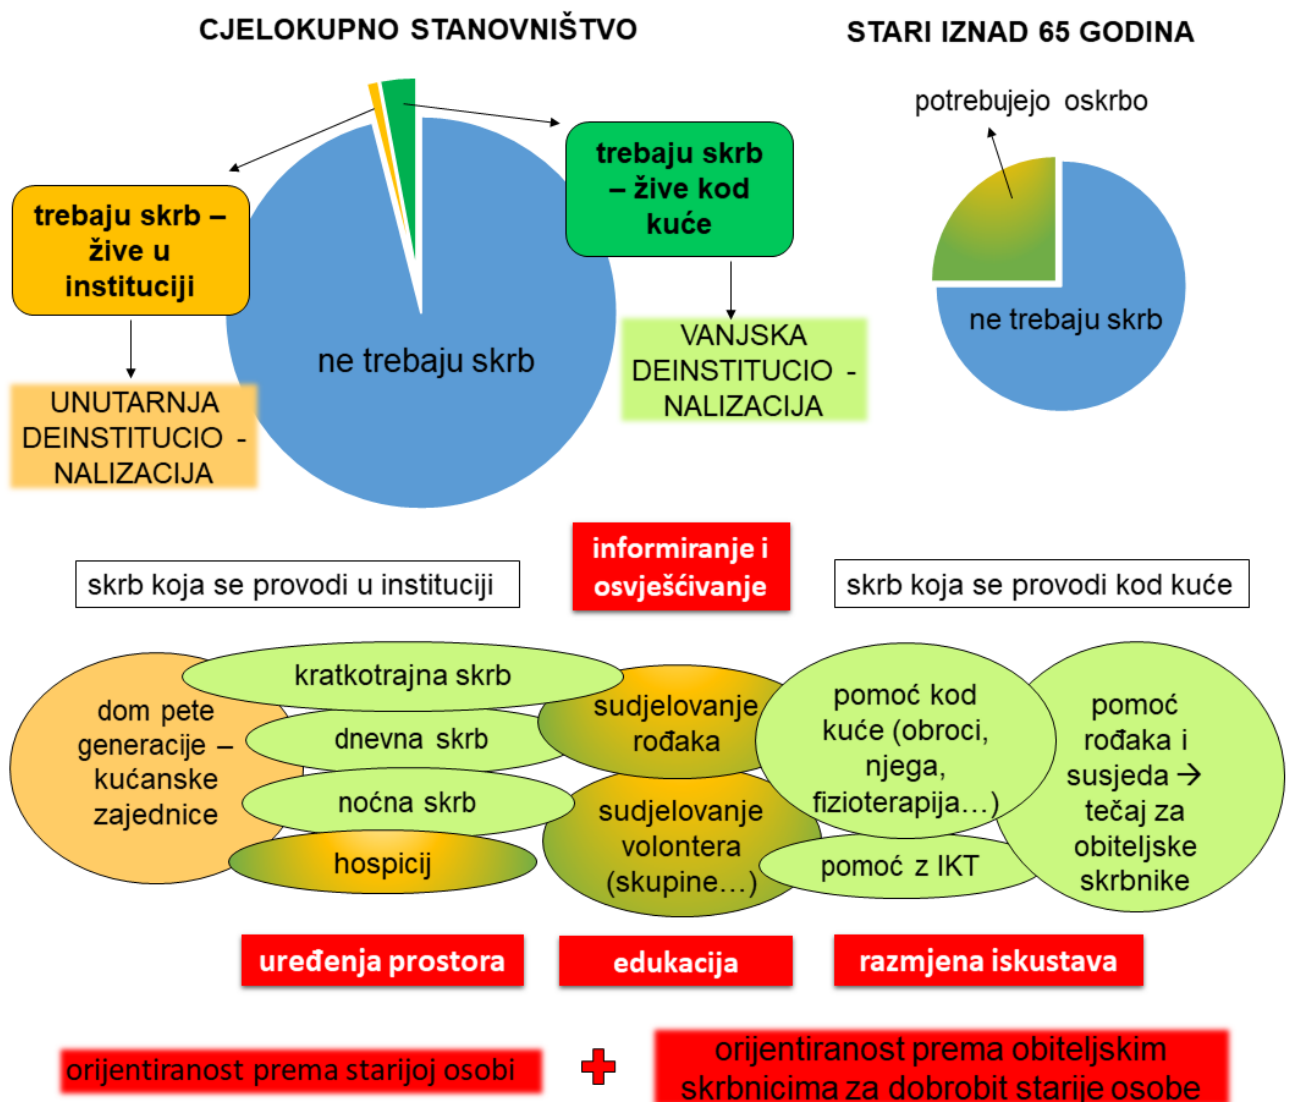 CJELOKUPNO STANOVNIŠTVO
STARI IZNAD 65 GODINA
potrebujejo oskrbo
trebaju skrb –
žive u
instituciji
trebaju skrb
– žive kod
kuće
ne trebaju skrb
ne trebaju skrb
UNUTARNJA
DEINSTITUCIO -
NALIZACIJA
VANJSKA
DEINSTITUCIO -
NALIZACIJA
informiranje i
osvješćivanje
skrb koja se provodi u instituciji
skrb koja se provodi kod kuće
dom pete
generacije –
kućanske
zajednice
kratkotrajna skrb
dnevna skrb
noćna skrb
hospicij
sudjelovanje
rođaka
sudjelovanje
volontera
(skupine…)
pomoć kod
kuće (obroci,
njega,
fizioterapija…)
pomoć z IKT
pomoć
rođaka i
susjeda →
tečaj za
obiteljske
skrbnike
uređenja prostora
edukacija
razmjena iskustava
orijentiranost prema starijoj osobi
orijentiranost prema obiteljskim
skrbnicima za dobrobit starije osobe